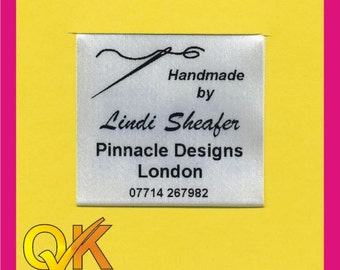 Handmade
by
Lindi Sheafer
Pinnacle Designs
London
07714 267982
QK